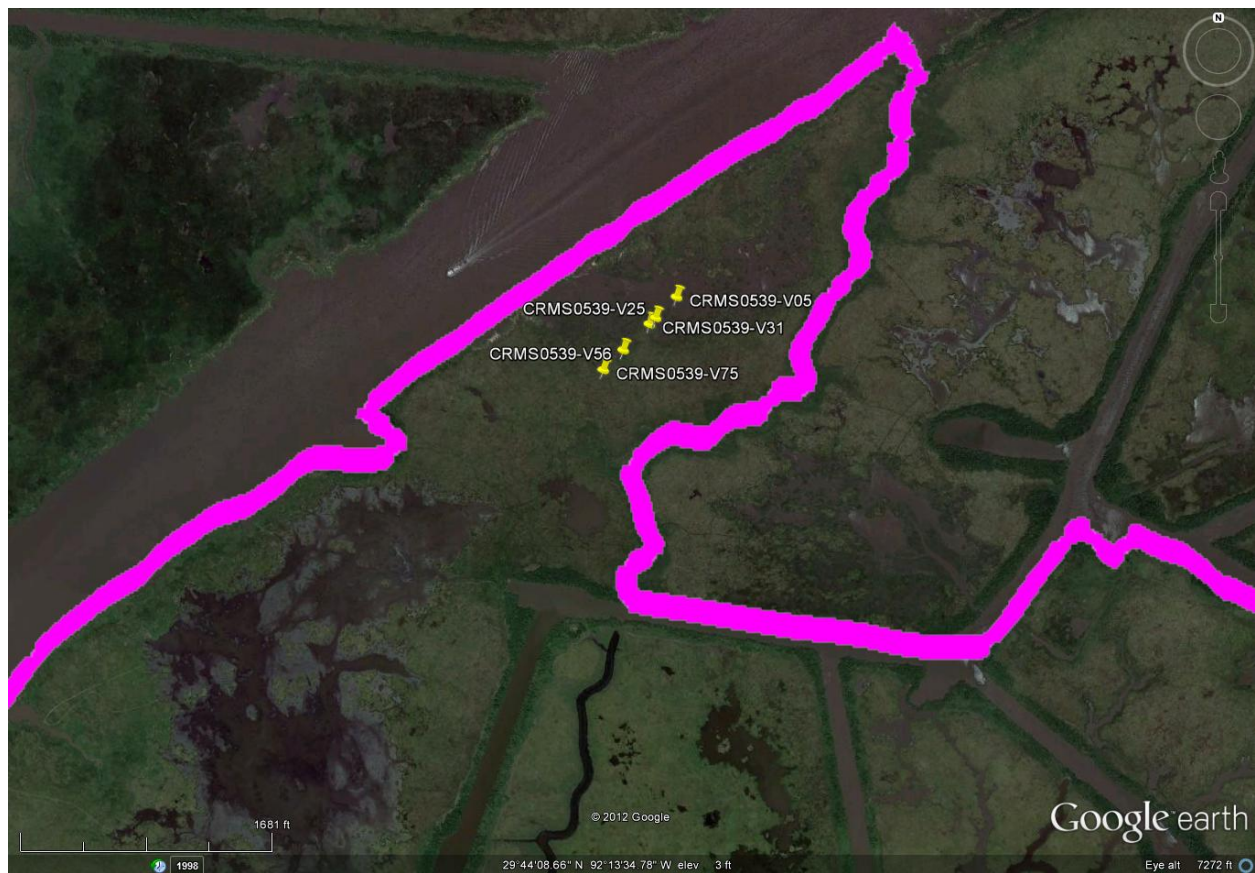 N
CRMS0539-V05
CRMS0539-V25
CRMS0539-V31
CRMS0539-V56
CRMS0539-V75
1681 ft
© 2012 Google
Google earth
1998
29°44'08.66" N 92°13'34.78" W elev 3 ft
Eye alt 7272 ft